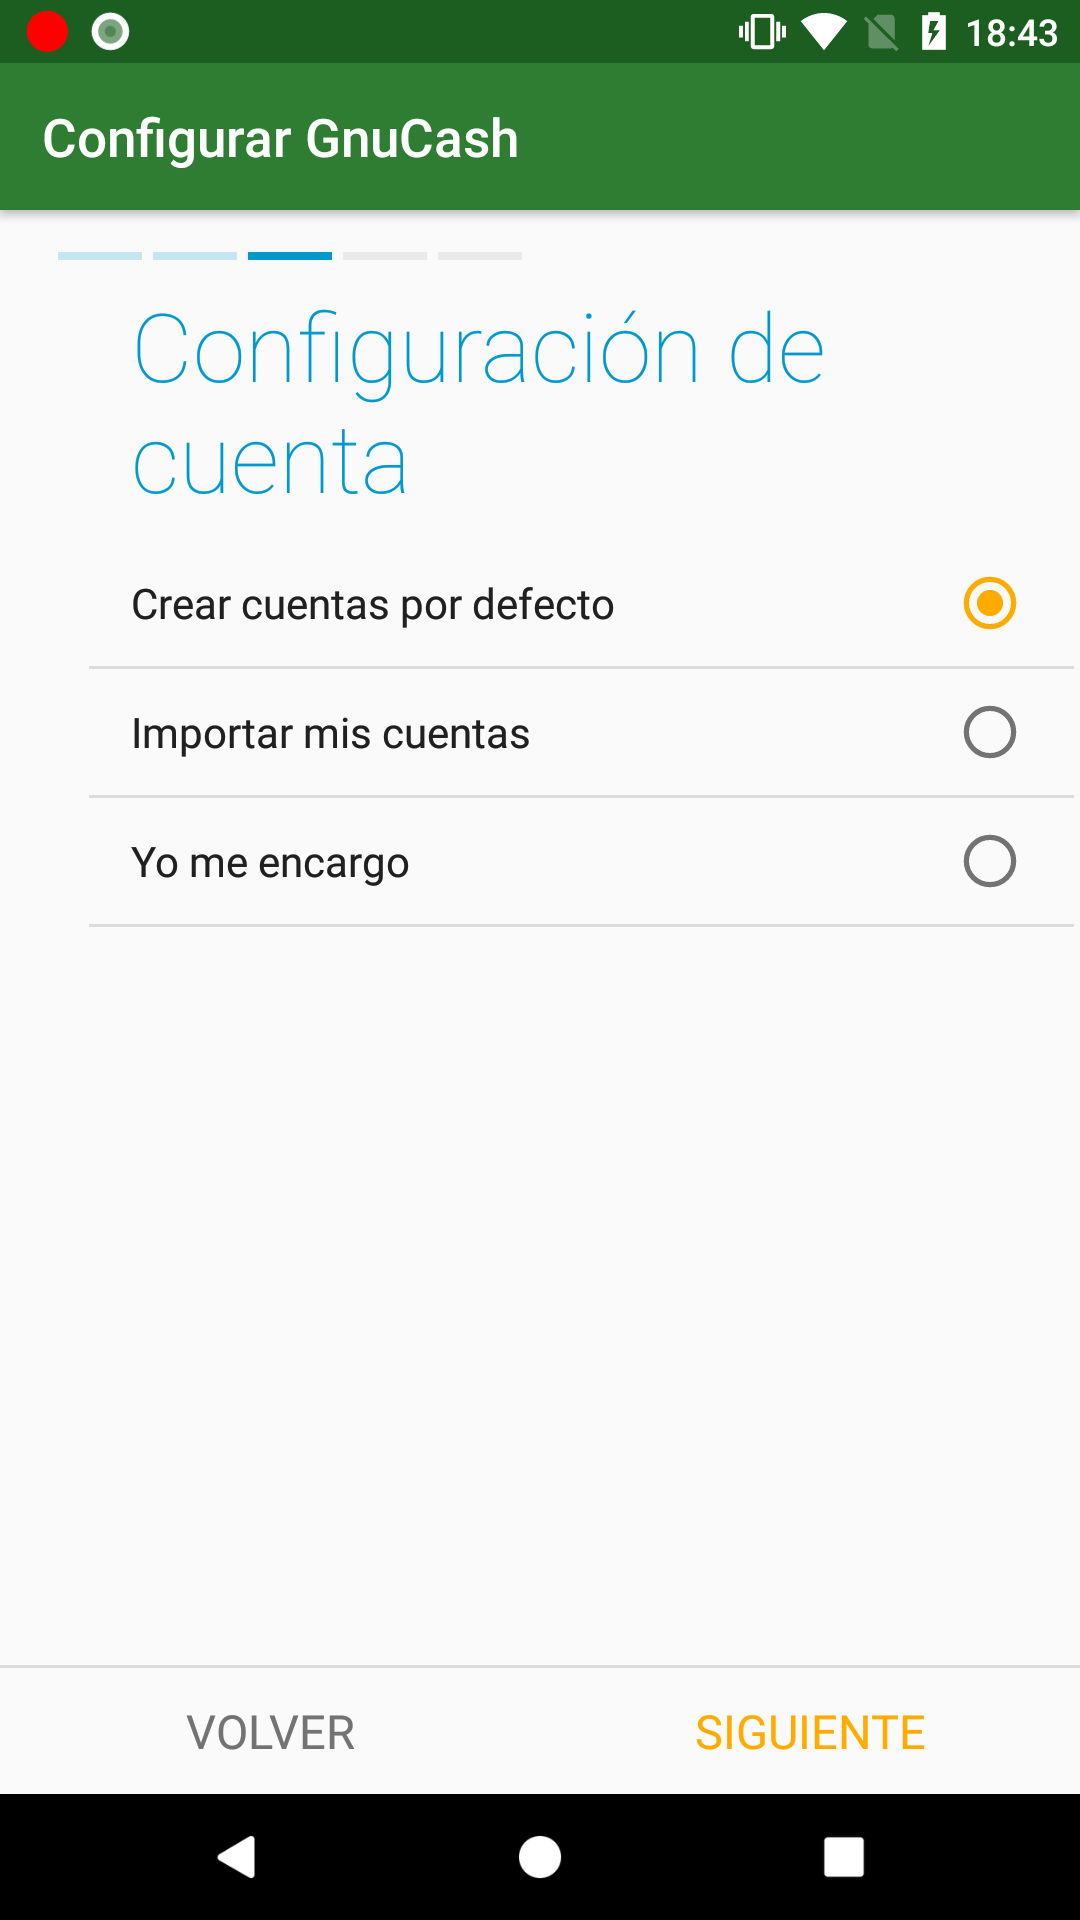 18:43
Configurar GnuCash
Configuración de
cuenta
Crear cuentas por defecto
Importar mis cuentas
Yo me encargo
VOLVER
SIGUIENTE